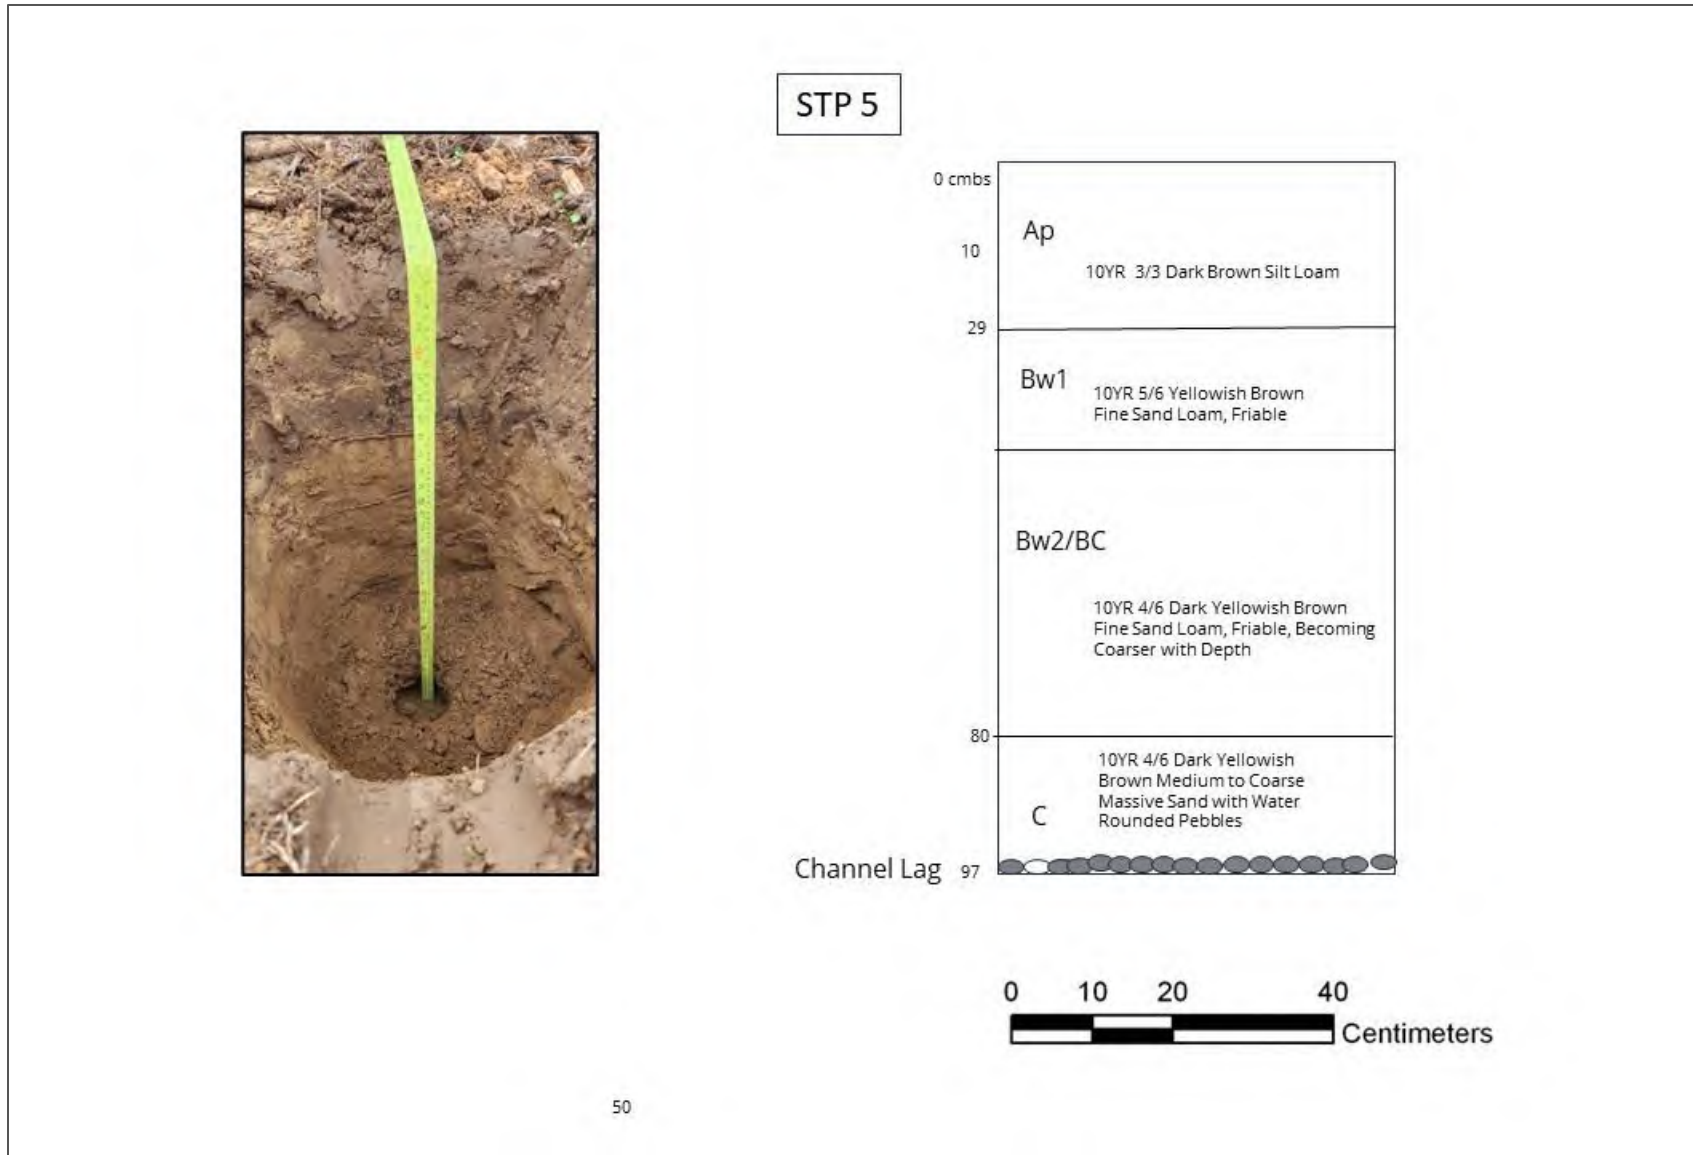 STP 5
0 cmbs
Ap
10
10YR 3/3 Dark Brown Silt Loam
29
Bw1
10YR 5/6 Yellowish Brown
Fine Sand Loam, Friable
Bw2/BC
10YR 4/6 Dark Yellowish Brown
Fine Sand Loam, Friable, Becoming
Coarser with Depth
80
10YR 4/6 Dark Yellowish
Brown Medium to Coarse
Massive Sand with Water
Rounded Pebbles
C
Channel Lag 97
0 10 20 40
Centimeters
50